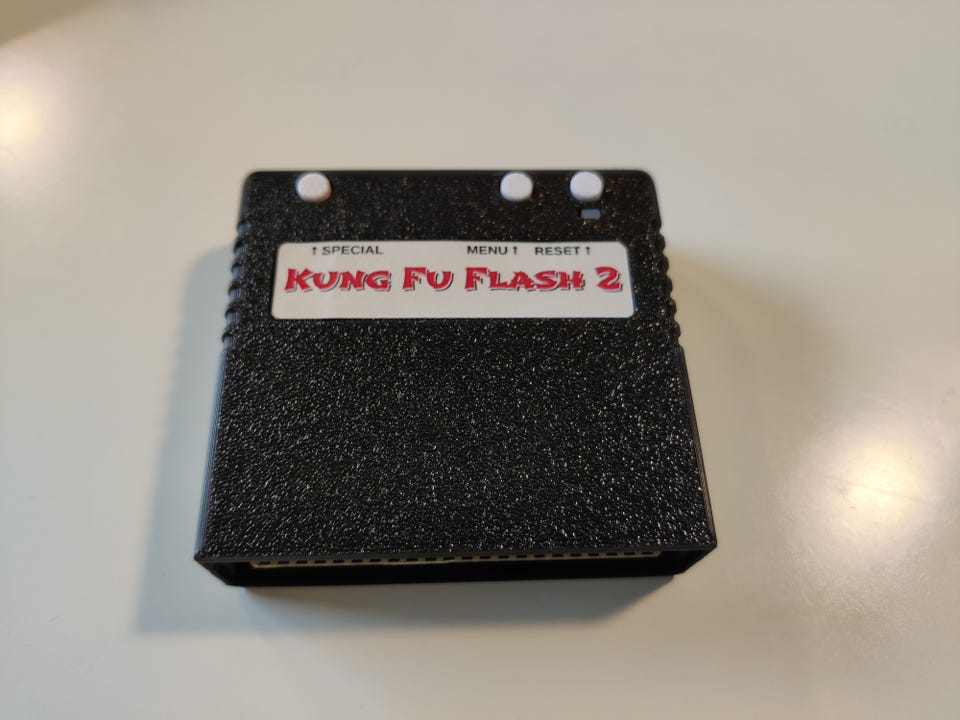 ↑ SPECIAL MENU ↑ RESET ↑
KUNG FU FLASH 2